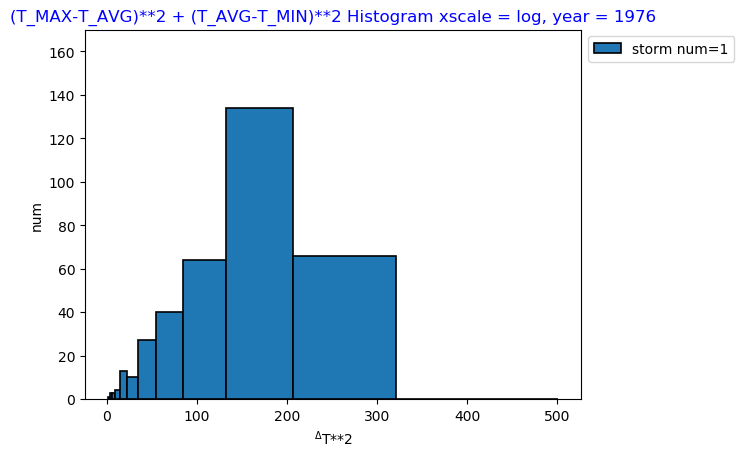 (T_MAX-T_AVG)**2 + (T_AVG-T_MIN)**2 Histogram xscale = log, year = 1976
storm num=1
160
140
120
100
80
60
40
20
0
num
0 100 200 300 400 500
ΔT**2